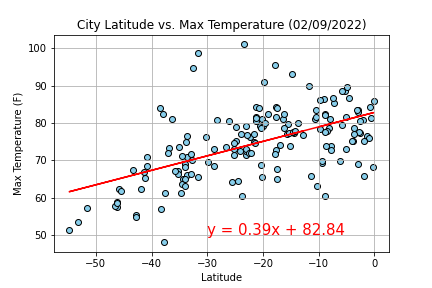 City Latitude vs. Max Temperature (02/09/2022)
Max Temperature (F)
100
90
80
70
60
50
y = 0.39x + 82.84
−50 −40 −30 −20 −10 0
Latitude